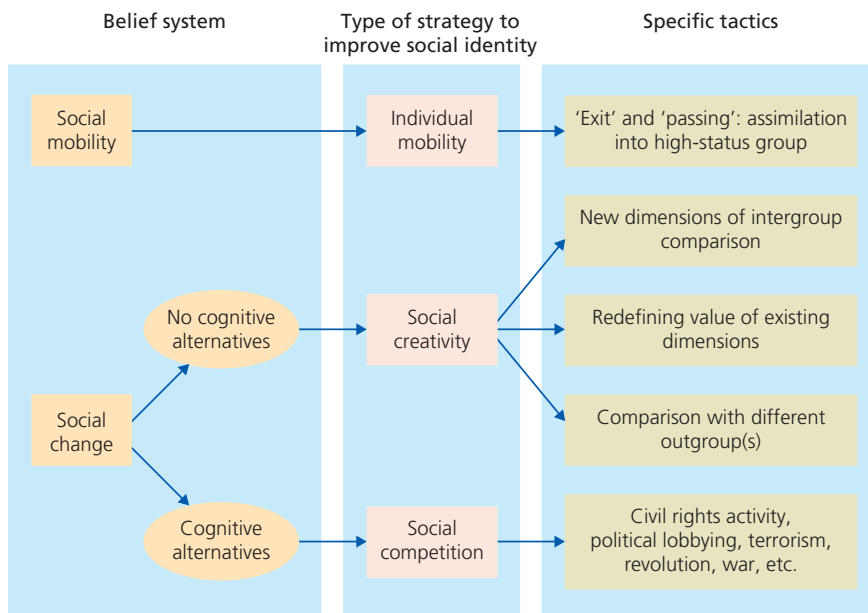 Belief system
Type of strategy to
improve social identity
Specific tactics
Social
mobility
Individual
mobility
‘Exit’ and ‘passing’: assimilation
into high-status group
New dimensions of intergroup
comparison
No cognitive
alternatives
Social
creativity
Redefining value of existing
dimensions
Social
change
Comparison with different
outgroup(s)
Cognitive
alternatives
Social
competition
Civil rights activity,
political lobbying, terrorism,
revolution, war, etc.